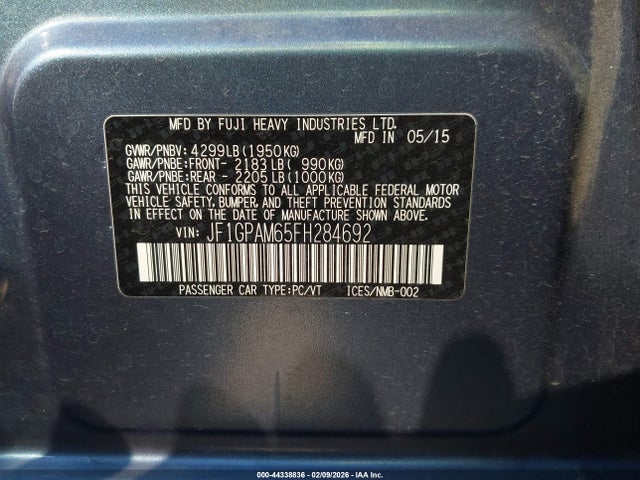 MFD BY FUJI HEAVY INDUSTRIES LTD.
MFD IN 05/15
GVWR/PNBV: 4299LB (1950KG)
GAWR/PNBE:FRONT- 2183LB ( 990KG)
GAWR/PNBE:REAR - 2205LB (1000KG)
THIS VEHICLE CONFORMS TO ALL APPLICABLE FEDERAL MOTOR
VEHICLE SAFETY, BUMPER, AND THEFT PREVENTION STANDARDS
IN EFFECT ON THE DATE OF MANUFACTURE SHOWN ABOVE.
VIN: JF1GPAM65FH284692
PASSENGER CAR TYPE:PC/VT ICES/NMB-002
000-44338836 - 02/09/2026 - IAA Inc.